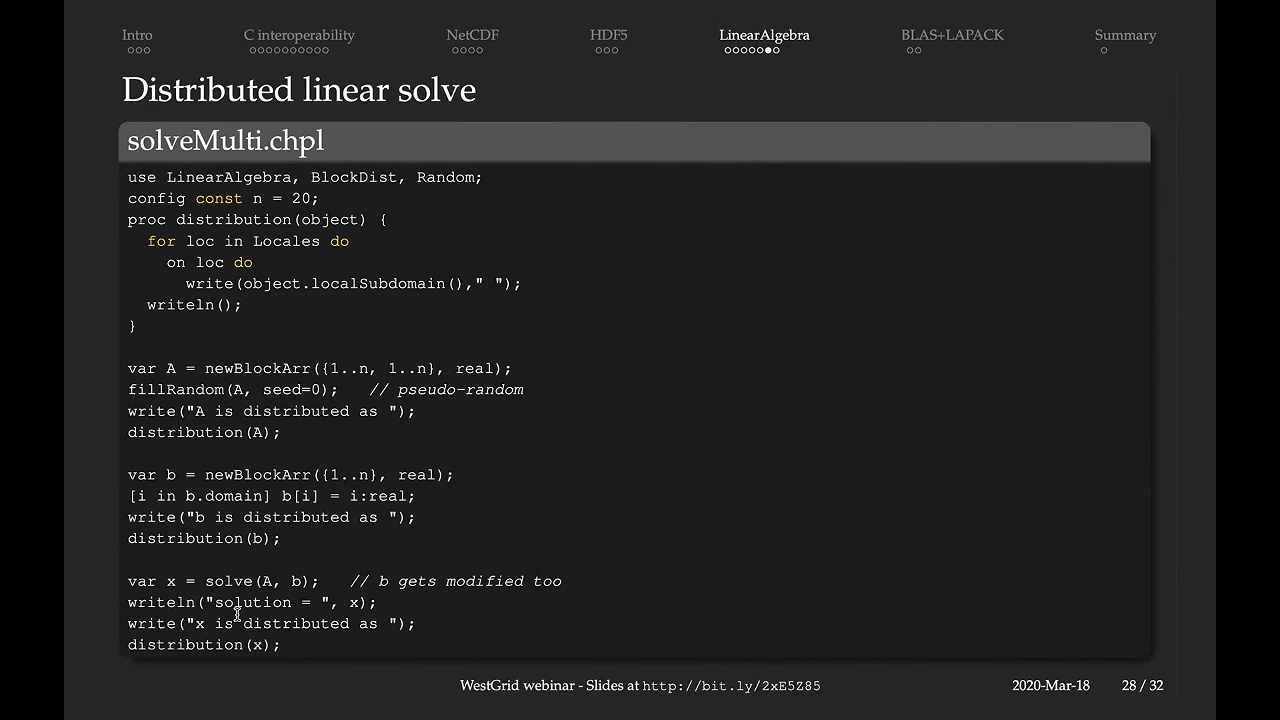 Intro C interoperability NetCDF HDF5 LinearAlgebra BLAS+LAPACK Summary
Distributed linear solve
solveMulti.chpl
use LinearAlgebra, BlockDist, Random;
config const n = 20;
proc distribution(object) {
  for loc in Locales do
    on loc do
      write(object.localSubdomain()," ");
  writeln();
}

var A = newBlockArr({1..n, 1..n}, real);
fillRandom(A, seed=0);   // pseudo-random
write("A is distributed as ");
distribution(A);

var b = newBlockArr({1..n}, real);
[i in b.domain] b[i] = i:real;
write("b is distributed as ");
distribution(b);

var x = solve(A, b);   // b gets modified too
writeln("solution = ", x);
write("x is distributed as ");
distribution(x);
WestGrid webinar - Slides at http://bit.ly/2xE5Z85 2020-Mar-18 28 / 32